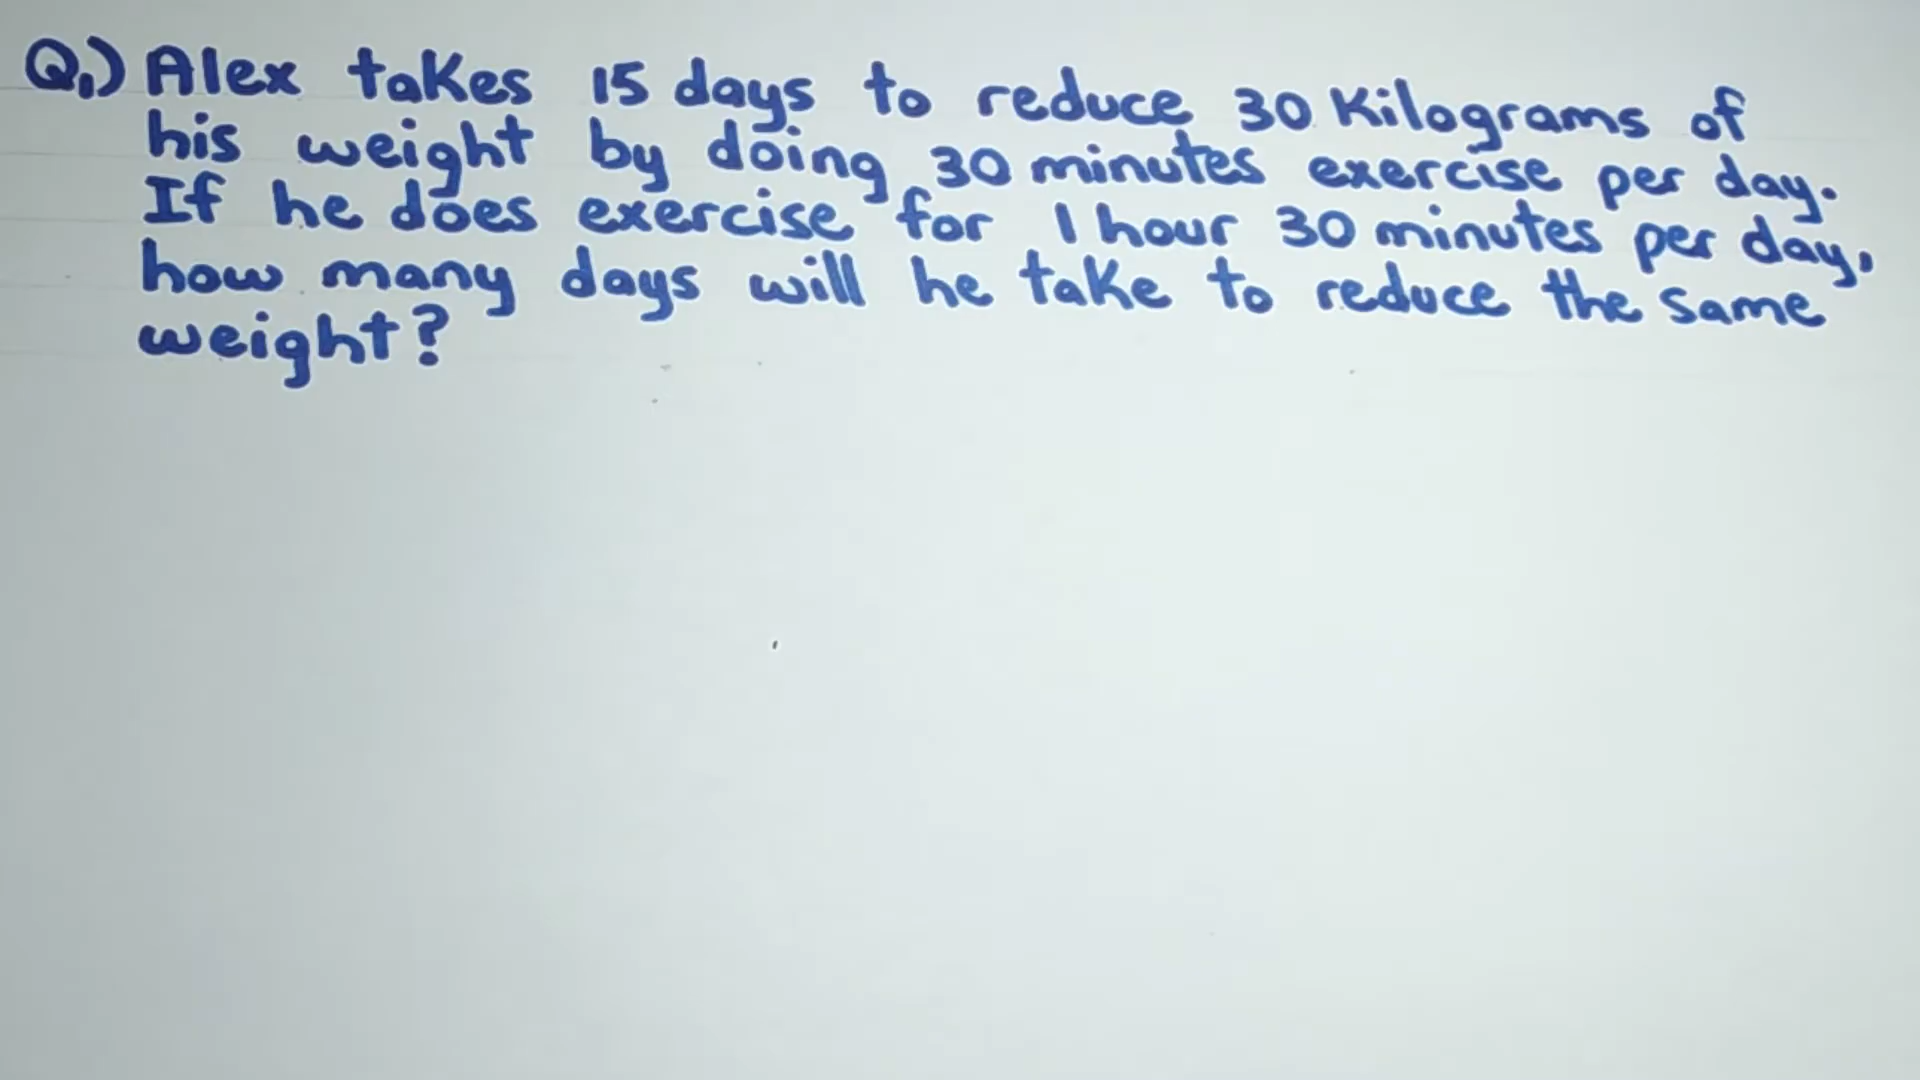 Q1) Alex takes 15 days to reduce 30 Kilograms of
his weight by doing 30 minutes exercise per day.
If he does exercise for 1 hour 30 minutes per day,
how many days will he take to reduce the same
weight?